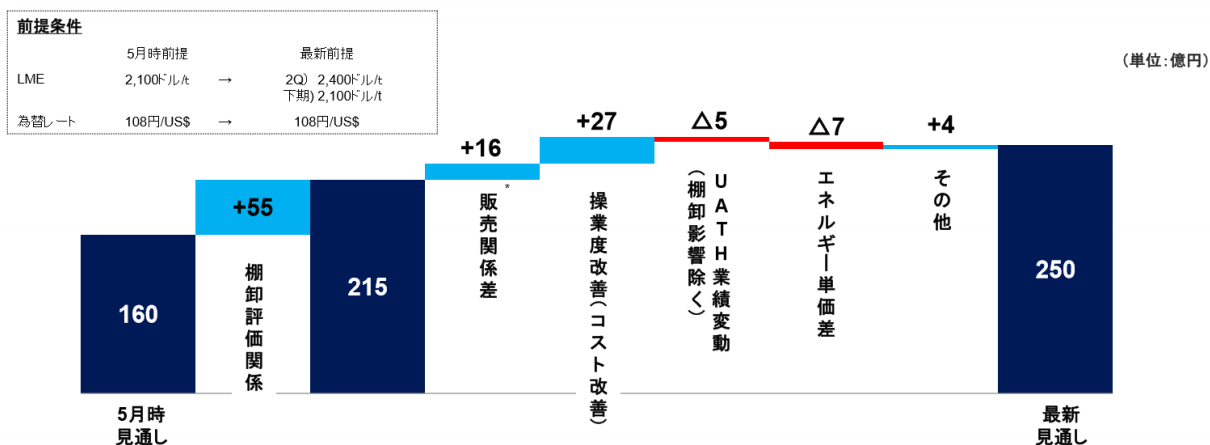 前提条件
5月時前提 最新前提
LME 2,100ドル/t → 2Q) 2,400ドル/t
下期) 2,100ドル/t
為替レート 108円/US$ → 108円/US$
(単位:億円)
160
+55
棚卸評価関係
215
+16
*
販売関係差
+27
操業度改善(コスト改善)
△5
UATH業績変動
(棚卸影響除く)
△7
エネルギー単価差
+4
その他
250
5月時
見通し
最新
見通し